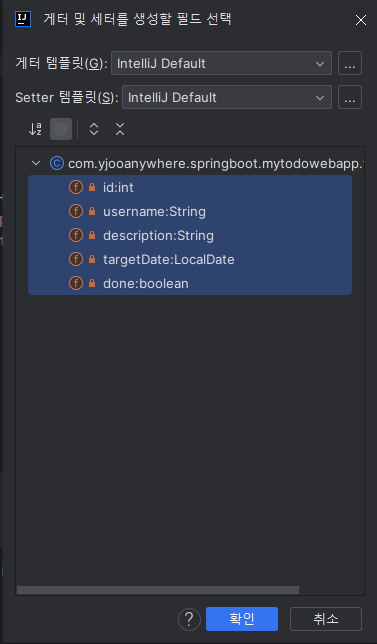 IJ 게터 및 세터를 생성할 필드 선택
게터 템플릿(G): IntelliJ Default ...
Setter 템플릿(S): IntelliJ Default ...
C com.yjooanywhere.springboot.mytodowebapp.
f id:int
f username:String
f description:String
f targetDate:LocalDate
f done:boolean
? 확인 취소